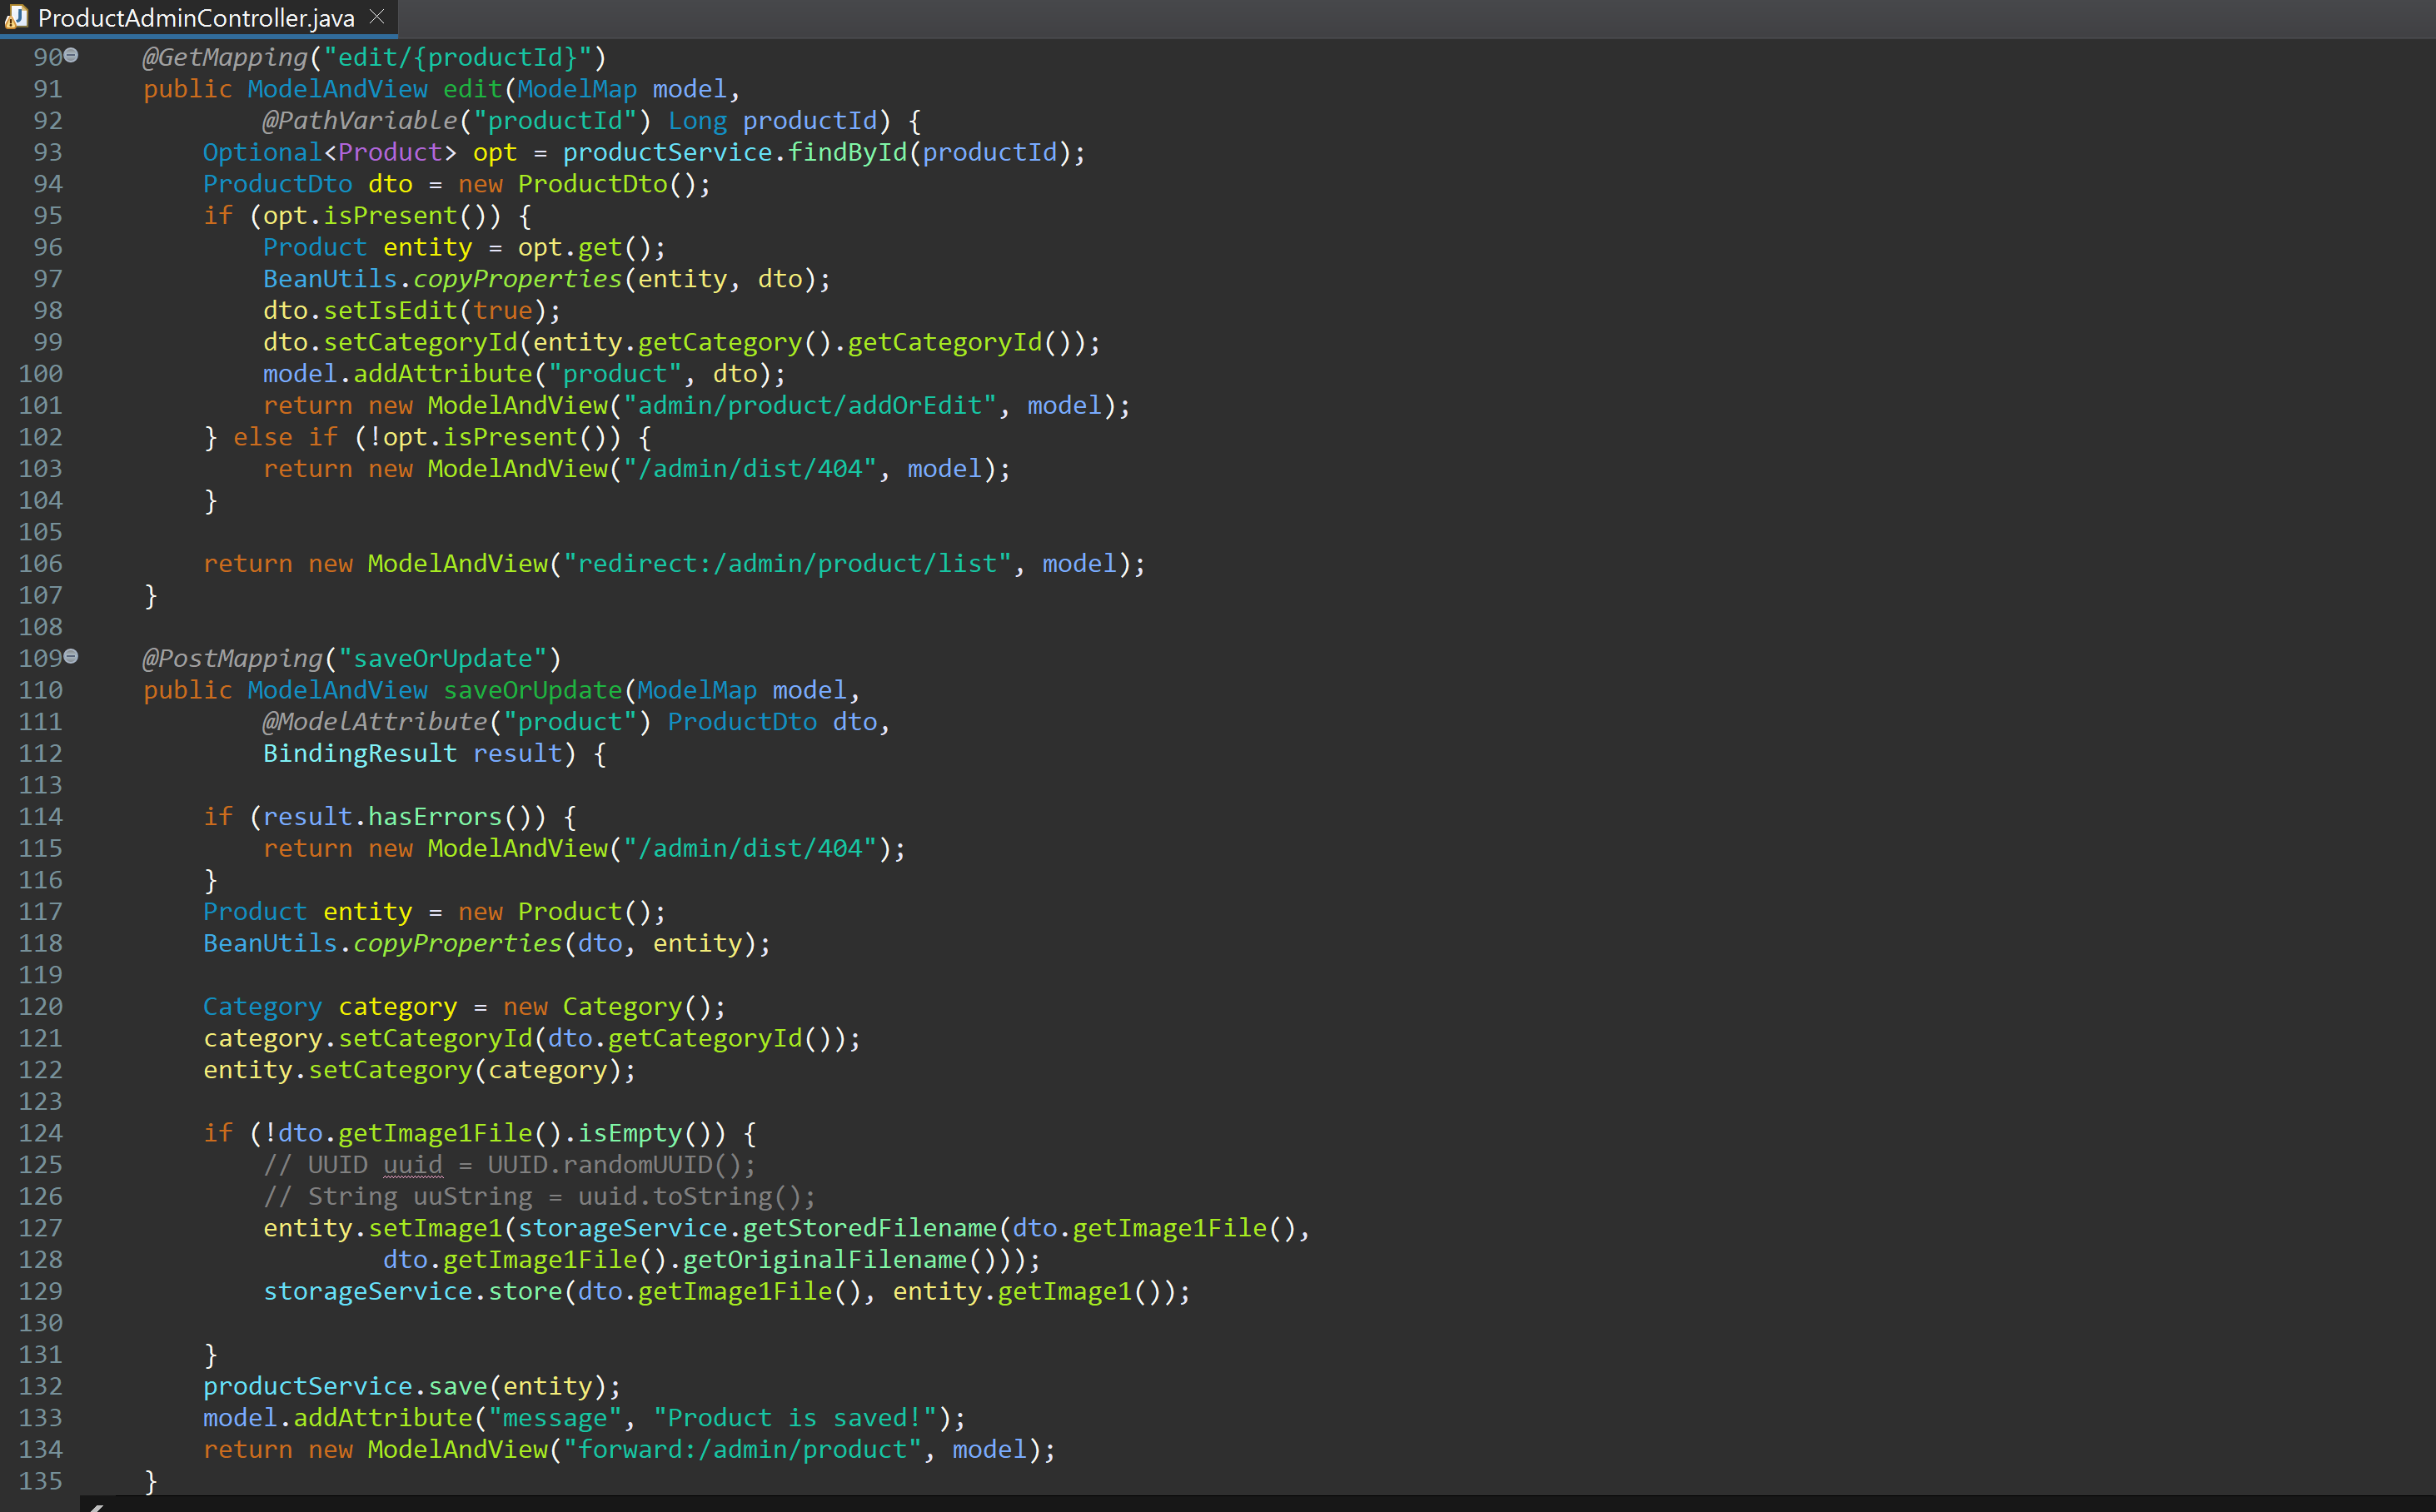 ProductAdminController.java
90 @GetMapping("edit/{productId}")
91 public ModelAndView edit(ModelMap model,
92 @PathVariable("productId") Long productId) {
93 Optional<Product> opt = productService.findById(productId);
94 ProductDto dto = new ProductDto();
95 if (opt.isPresent()) {
96 Product entity = opt.get();
97 BeanUtils.copyProperties(entity, dto);
98 dto.setIsEdit(true);
99 dto.setCategoryId(entity.getCategory().getCategoryId());
100 model.addAttribute("product", dto);
101 return new ModelAndView("admin/product/addOrEdit", model);
102 } else if (!opt.isPresent()) {
103 return new ModelAndView("/admin/dist/404", model);
104 }
105
106 return new ModelAndView("redirect:/admin/product/list", model);
107 }
108
109 @PostMapping("saveOrUpdate")
110 public ModelAndView saveOrUpdate(ModelMap model,
111 @ModelAttribute("product") ProductDto dto,
112 BindingResult result) {
113
114 if (result.hasErrors()) {
115 return new ModelAndView("/admin/dist/404");
116 }
117 Product entity = new Product();
118 BeanUtils.copyProperties(dto, entity);
119
120 Category category = new Category();
121 category.setCategoryId(dto.getCategoryId());
122 entity.setCategory(category);
123
124 if (!dto.getImage1File().isEmpty()) {
125 // UUID uuid = UUID.randomUUID();
126 // String uuString = uuid.toString();
127 entity.setImage1(storageService.getStoredFilename(dto.getImage1File(),
128 dto.getImage1File().getOriginalFilename()));
129 storageService.store(dto.getImage1File(), entity.getImage1());
130
131 }
132 productService.save(entity);
133 model.addAttribute("message", "Product is saved!");
134 return new ModelAndView("forward:/admin/product", model);
135 }